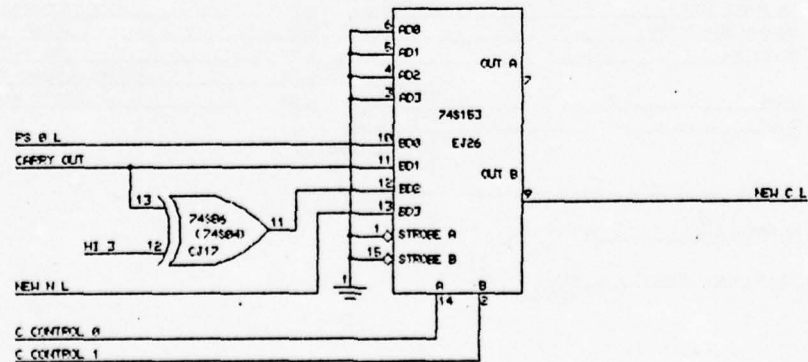 6 AD0
5 AD1
OUT A
4 AD2
7
3 AD3
74S153
PS 0 L
10 BD0
EJ26
CARRY OUT
11 BD1
12 BD2
OUT B
9
NEW C L
13
74S86
11
13 BD3
(74S04)
1 STROBE A
HI 3
12
CJ17
15 STROBE B
NEW N L
A
B
14
2
C CONTROL 0
C CONTROL 1